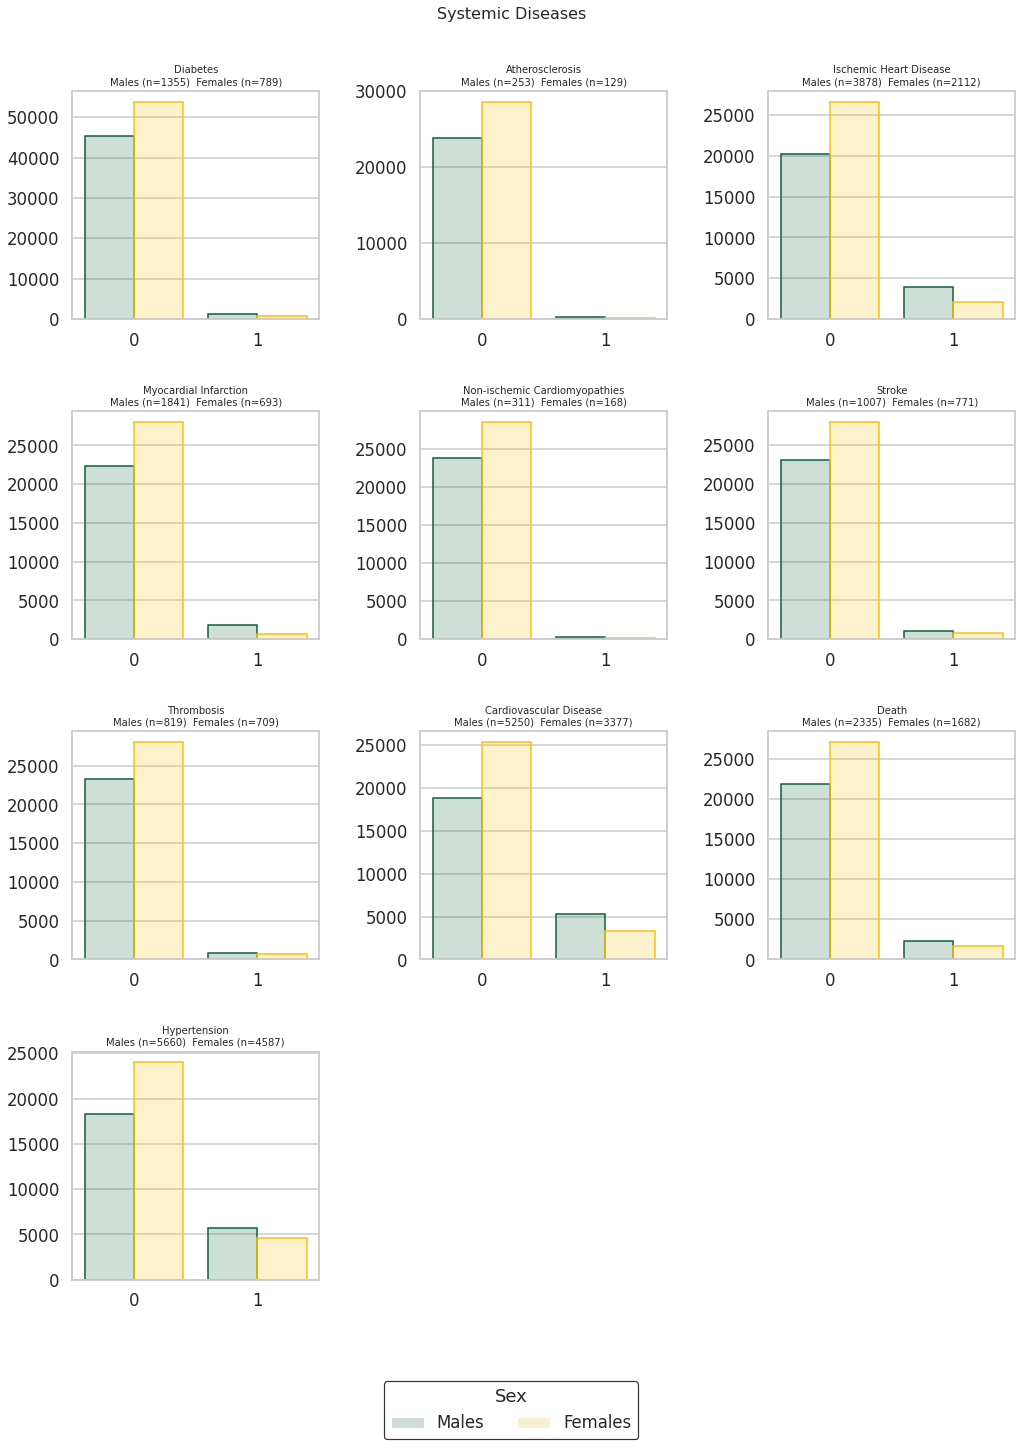 Systemic Diseases
Diabetes
Males (n=1355)  Females (n=789)
50000
40000
30000
20000
10000
0
0 1
Atherosclerosis
Males (n=253)  Females (n=129)
30000
20000
10000
0
0 1
Ischemic Heart Disease
Males (n=3878)  Females (n=2112)
25000
20000
15000
10000
5000
0
0 1
Myocardial Infarction
Males (n=1841)  Females (n=693)
25000
20000
15000
10000
5000
0
0 1
Non-ischemic Cardiomyopathies
Males (n=311)  Females (n=168)
25000
20000
15000
10000
5000
0
0 1
Stroke
Males (n=1007)  Females (n=771)
25000
20000
15000
10000
5000
0
0 1
Thrombosis
Males (n=819)  Females (n=709)
25000
20000
15000
10000
5000
0
0 1
Cardiovascular Disease
Males (n=5250)  Females (n=3377)
25000
20000
15000
10000
5000
0
0 1
Death
Males (n=2335)  Females (n=1682)
25000
20000
15000
10000
5000
0
0 1
Hypertension
Males (n=5660)  Females (n=4587)
25000
20000
15000
10000
5000
0
0 1
Sex
Males Females